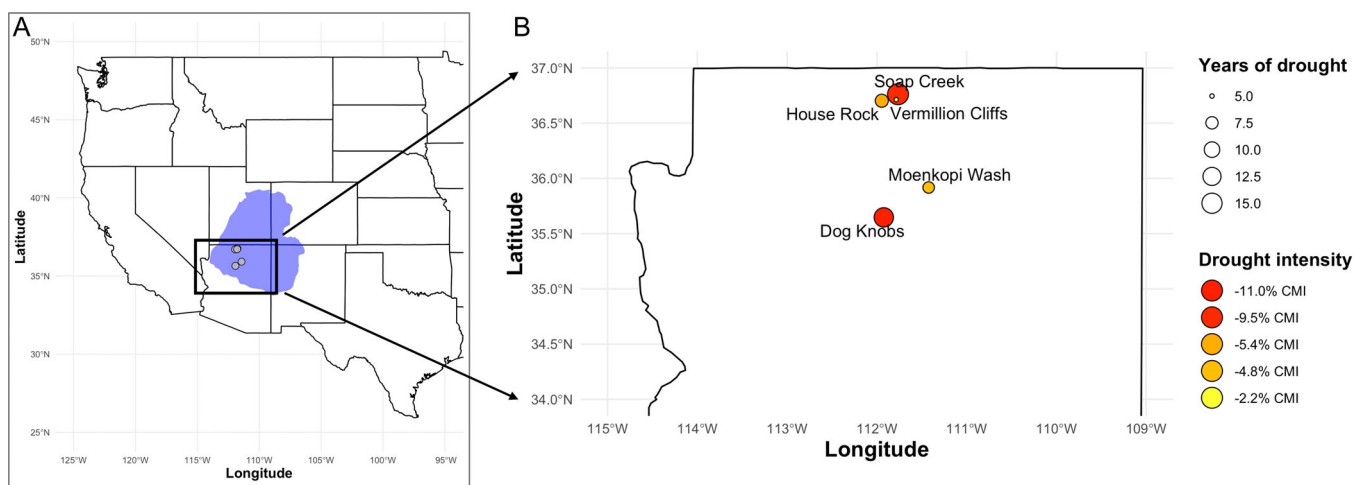 A
50°N
45°N
40°N
35°N
30°N
25°N
Latitude
125°W 120°W 115°W 110°W 105°W 100°W 95°W
Longitude
B
37.0°N
36.5°N
36.0°N
35.5°N
35.0°N
34.5°N
34.0°N
Latitude
Soap Creek
House Rock
Vermillion Cliffs
Moenkopi Wash
Dog Knobs
115°W 114°W 113°W 112°W 111°W 110°W 109°W
Longitude
Years of drought
5.0
7.5
10.0
12.5
15.0
Drought intensity
-11.0% CMI
-9.5% CMI
-5.4% CMI
-4.8% CMI
-2.2% CMI